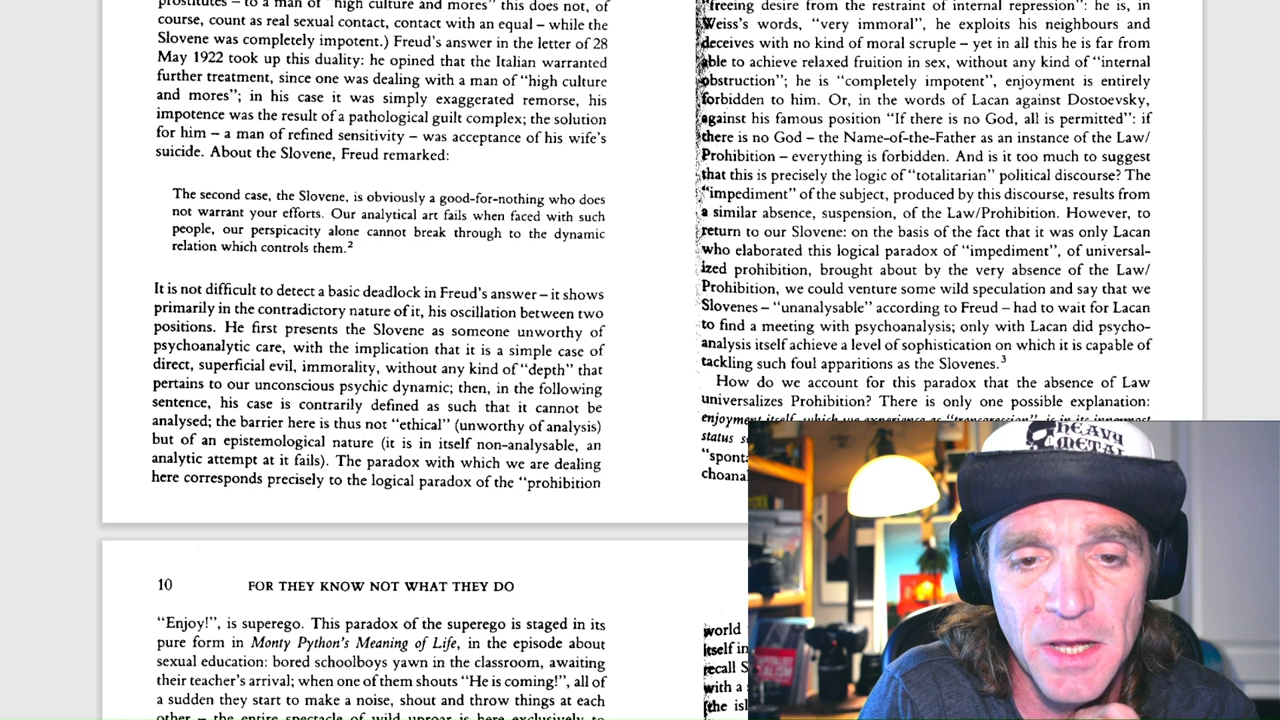 prostitutes – to a man of “high culture and mores” this does not, of
course, count as real sexual contact, contact with an equal – while the
Slovene was completely impotent.) Freud’s answer in the letter of 28
May 1922 took up this duality: he opined that the Italian warranted
further treatment, since one was dealing with a man of “high culture
and mores”; in his case it was simply exaggerated remorse, his
impotence was the result of a pathological guilt complex; the solution
for him – a man of refined sensitivity – was acceptance of his wife’s
suicide. About the Slovene, Freud remarked:
The second case, the Slovene, is obviously a good-for-nothing who does
not warrant your efforts. Our analytical art fails when faced with such
people, our perspicacity alone cannot break through to the dynamic
relation which controls them.²
It is not difficult to detect a basic deadlock in Freud’s answer – it shows
primarily in the contradictory nature of it, his oscillation between two
positions. He first presents the Slovene as someone unworthy of
psychoanalytic care, with the implication that it is a simple case of
direct, superficial evil, immorality, without any kind of “depth” that
pertains to our unconscious psychic dynamic; then, in the following
sentence, his case is contrarily defined as such that it cannot be
analysed; the barrier here is thus not “ethical” (unworthy of analysis)
but of an epistemological nature (it is in itself non-analysable, an
analytic attempt at it fails). The paradox with which we are dealing
here corresponds precisely to the logical paradox of the “prohibition
“freeing desire from the restraint of internal repression”: he is, in
Weiss’s words, “very immoral”, he exploits his neighbours and
deceives with no kind of moral scruple – yet in all this he is far from
able to achieve relaxed fruition in sex, without any kind of “internal
obstruction”; he is “completely impotent”, enjoyment is entirely
forbidden to him. Or, in the words of Lacan against Dostoevsky,
against his famous position “If there is no God, all is permitted”: if
there is no God – the Name-of-the-Father as an instance of the Law/
Prohibition – everything is forbidden. And is it too much to suggest
that this is precisely the logic of “totalitarian” political discourse? The
“impediment” of the subject, produced by this discourse, results from
a similar absence, suspension, of the Law/Prohibition. However, to
return to our Slovene: on the basis of the fact that it was only Lacan
who elaborated this logical paradox of “impediment”, of universal-
ized prohibition, brought about by the very absence of the Law/
Prohibition, we could venture some wild speculation and say that we
Slovenes – “unanalysable” according to Freud – had to wait for Lacan
to find a meeting with psychoanalysis; only with Lacan did psycho-
analysis itself achieve a level of sophistication on which it is capable of
tackling such foul apparitions as the Slovenes.³
How do we account for this paradox that the absence of Law
universalizes Prohibition? There is only one possible explanation:
enjoyment itself, which we experience as “transgression”, is in its innermost
status
“spont
choana
10 FOR THEY KNOW NOT WHAT THEY DO
“Enjoy!”, is superego. This paradox of the superego is staged in its
pure form in Monty Python’s Meaning of Life, in the episode about
sexual education: bored schoolboys yawn in the classroom, awaiting
their teacher’s arrival; when one of them shouts “He is coming!”, all of
a sudden they start to make a noise, shout and throw things at each
other – the entire spectacle of wild uproar is here exclusively to
world
itself in
recall S
with a
(the isl
HEAVY
METAL